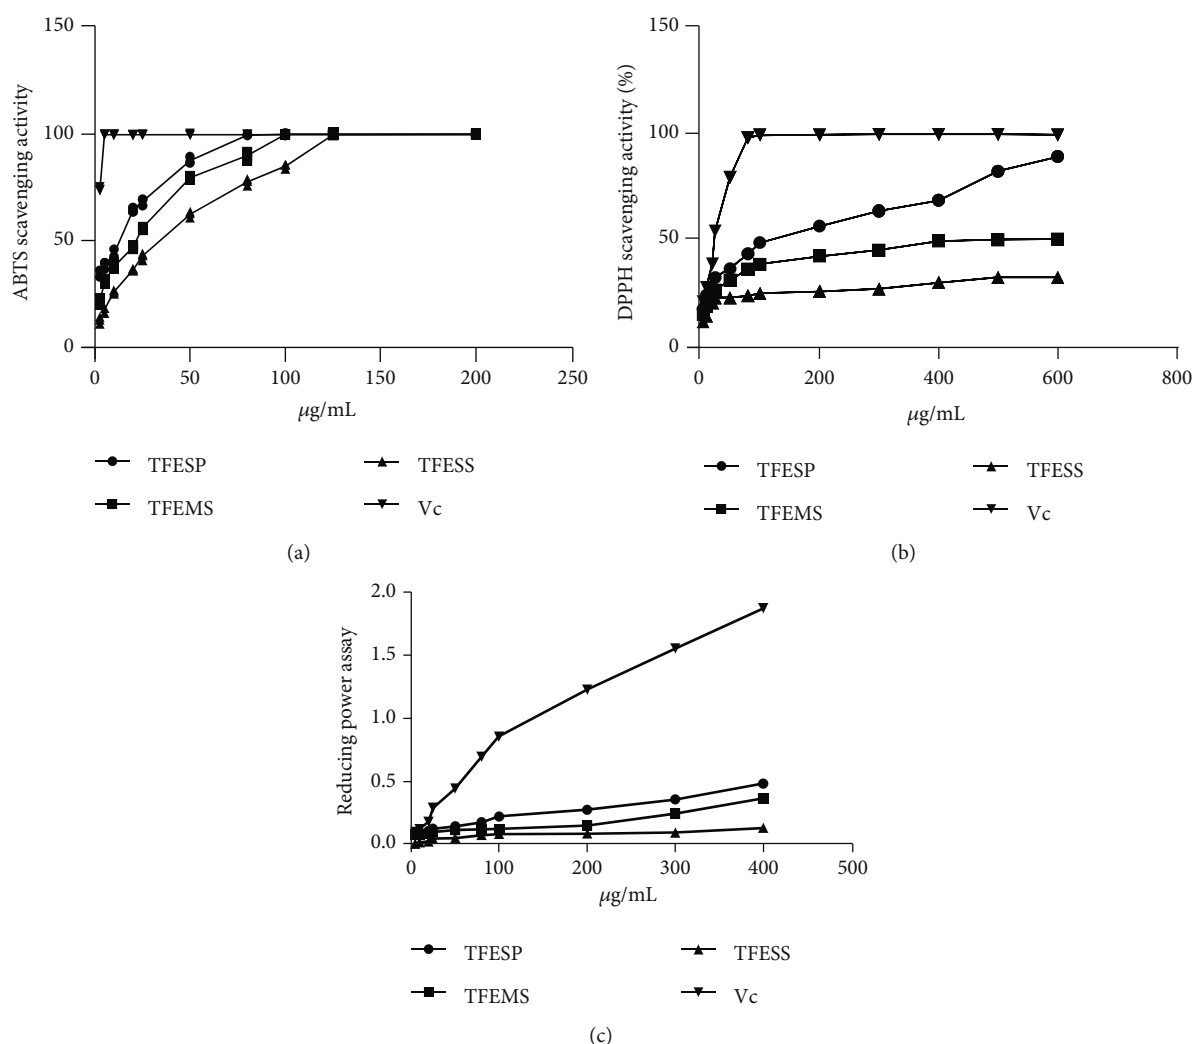 150
100
50
0
ABTS scavenging activity
0 50 100 150 200 250
μg/mL
TFESP TFESS
TFEMS Vc
(a)
150
100
50
0
DPPH scavenging activity (%)
0 200 400 600 800
μg/mL
TFESP TFESS
TFEMS Vc
(b)
2.0
1.5
1.0
0.5
0.0
Reducing power assay
0 100 200 300 400 500
μg/mL
TFESP TFESS
TFEMS Vc
(c)